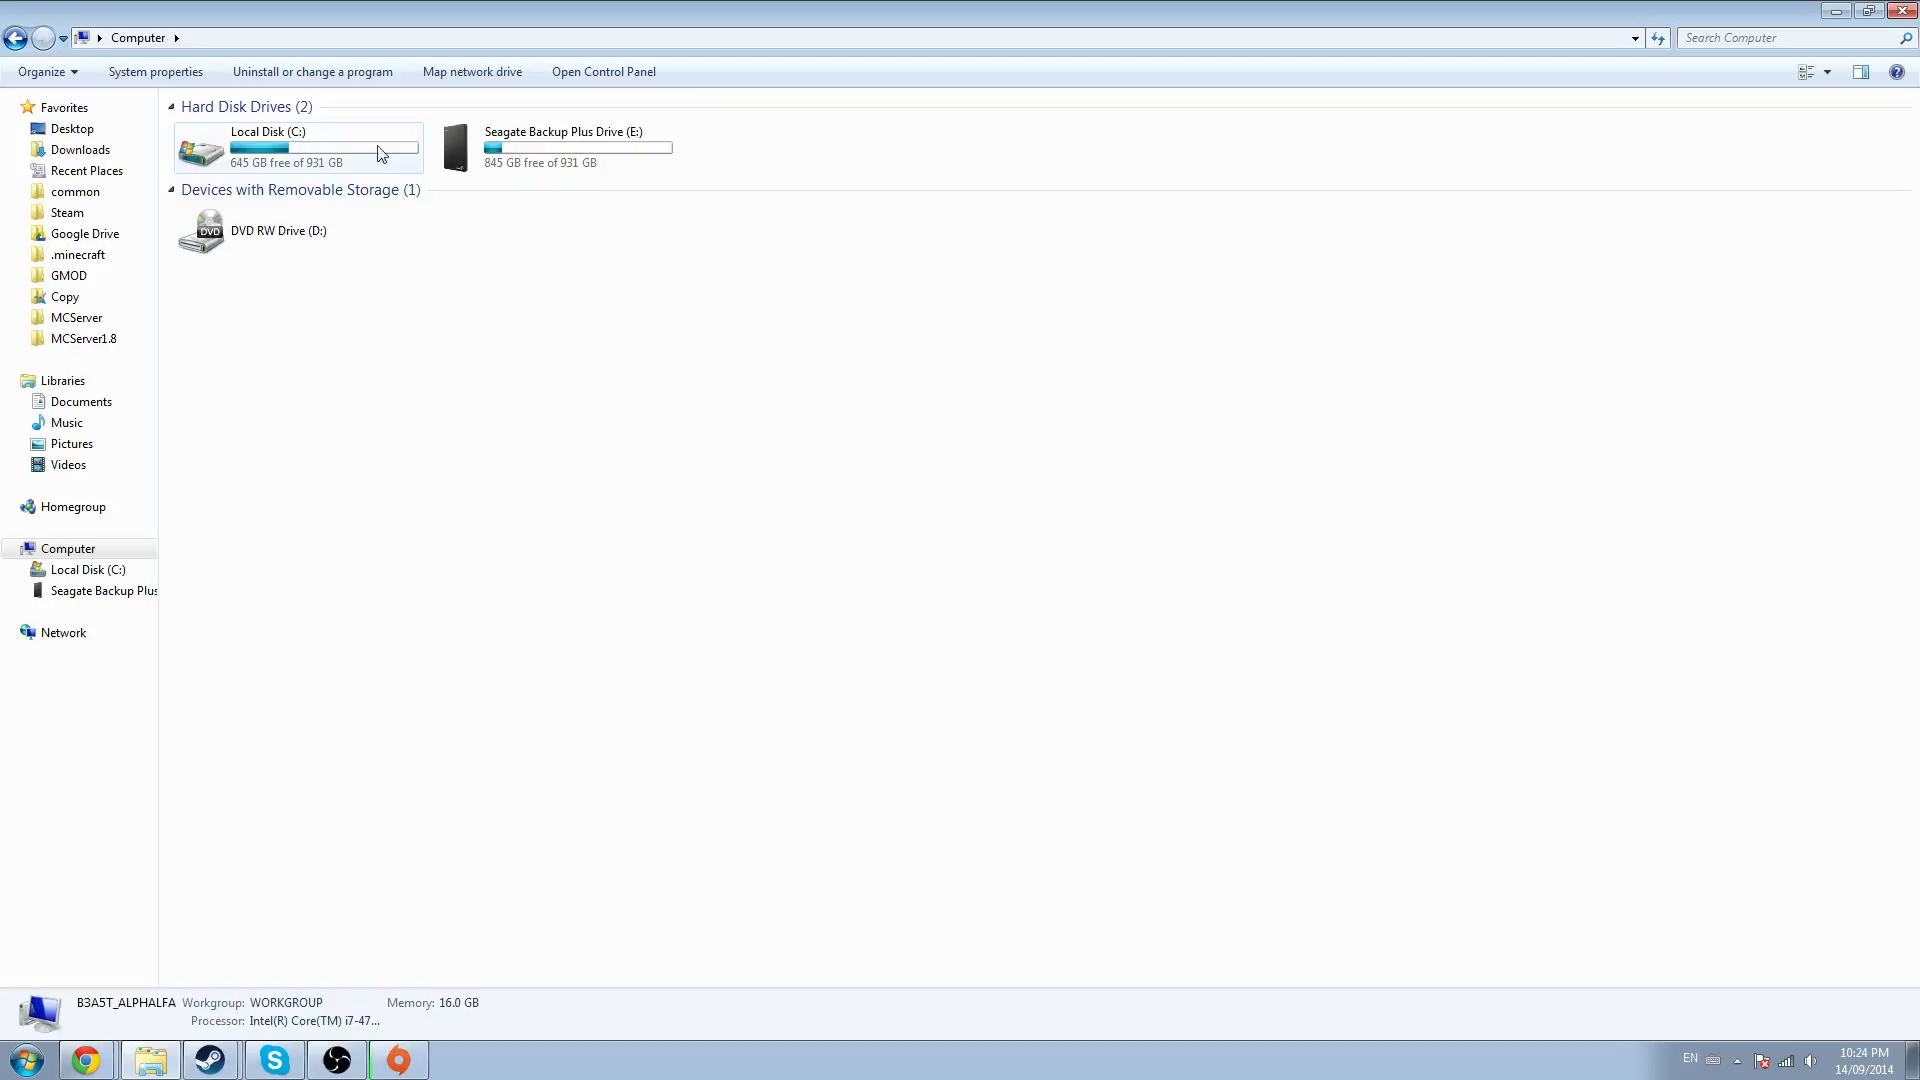 Computer
Search Computer
Organize
System properties
Uninstall or change a program
Map network drive
Open Control Panel
Favorites
Desktop
Downloads
Recent Places
common
Steam
Google Drive
.minecraft
GMOD
Copy
MCServer
MCServer1.8
Libraries
Documents
Music
Pictures
Videos
Homegroup
Computer
Local Disk (C:)
Seagate Backup Plus
Network
Hard Disk Drives (2)
Local Disk (C:)
645 GB free of 931 GB
Seagate Backup Plus Drive (E:)
845 GB free of 931 GB
Devices with Removable Storage (1)
DVD
DVD RW Drive (D:)
B3A5T_ALPHALFA Workgroup: WORKGROUP Memory: 16.0 GB
Processor: Intel(R) Core(TM) i7-47...
EN
10:24 PM
14/09/2014